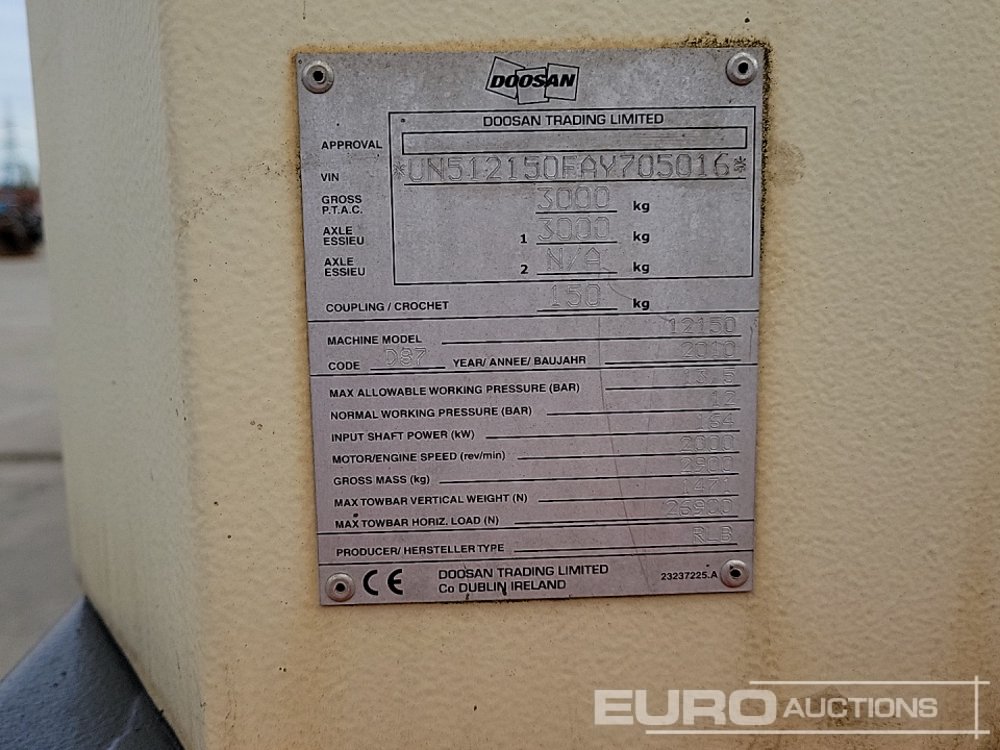 DOOSAN
DOOSAN TRADING LIMITED
APPROVAL
VIN *UN512150EAY705016*
GROSS P.T.A.C. 3000 kg
AXLE ESSIEU 1 3000 kg
AXLE ESSIEU 2 N/A kg
COUPLING / CROCHET 150 kg
MACHINE MODEL 12150
CODE D87 YEAR/ ANNEE/ BAUJAHR 2010
MAX ALLOWABLE WORKING PRESSURE (BAR) 13.5
NORMAL WORKING PRESSURE (BAR) 12
INPUT SHAFT POWER (kW) 164
MOTOR/ENGINE SPEED (rev/min) 2000
GROSS MASS (kg) 2900
MAX TOWBAR VERTICAL WEIGHT (N) 1471
MAX TOWBAR HORIZ. LOAD (N) 26900
PRODUCER/ HERSTELLER TYPE RLB
CE DOOSAN TRADING LIMITED
Co DUBLIN IRELAND 23237225.A
EURO AUCTIONS